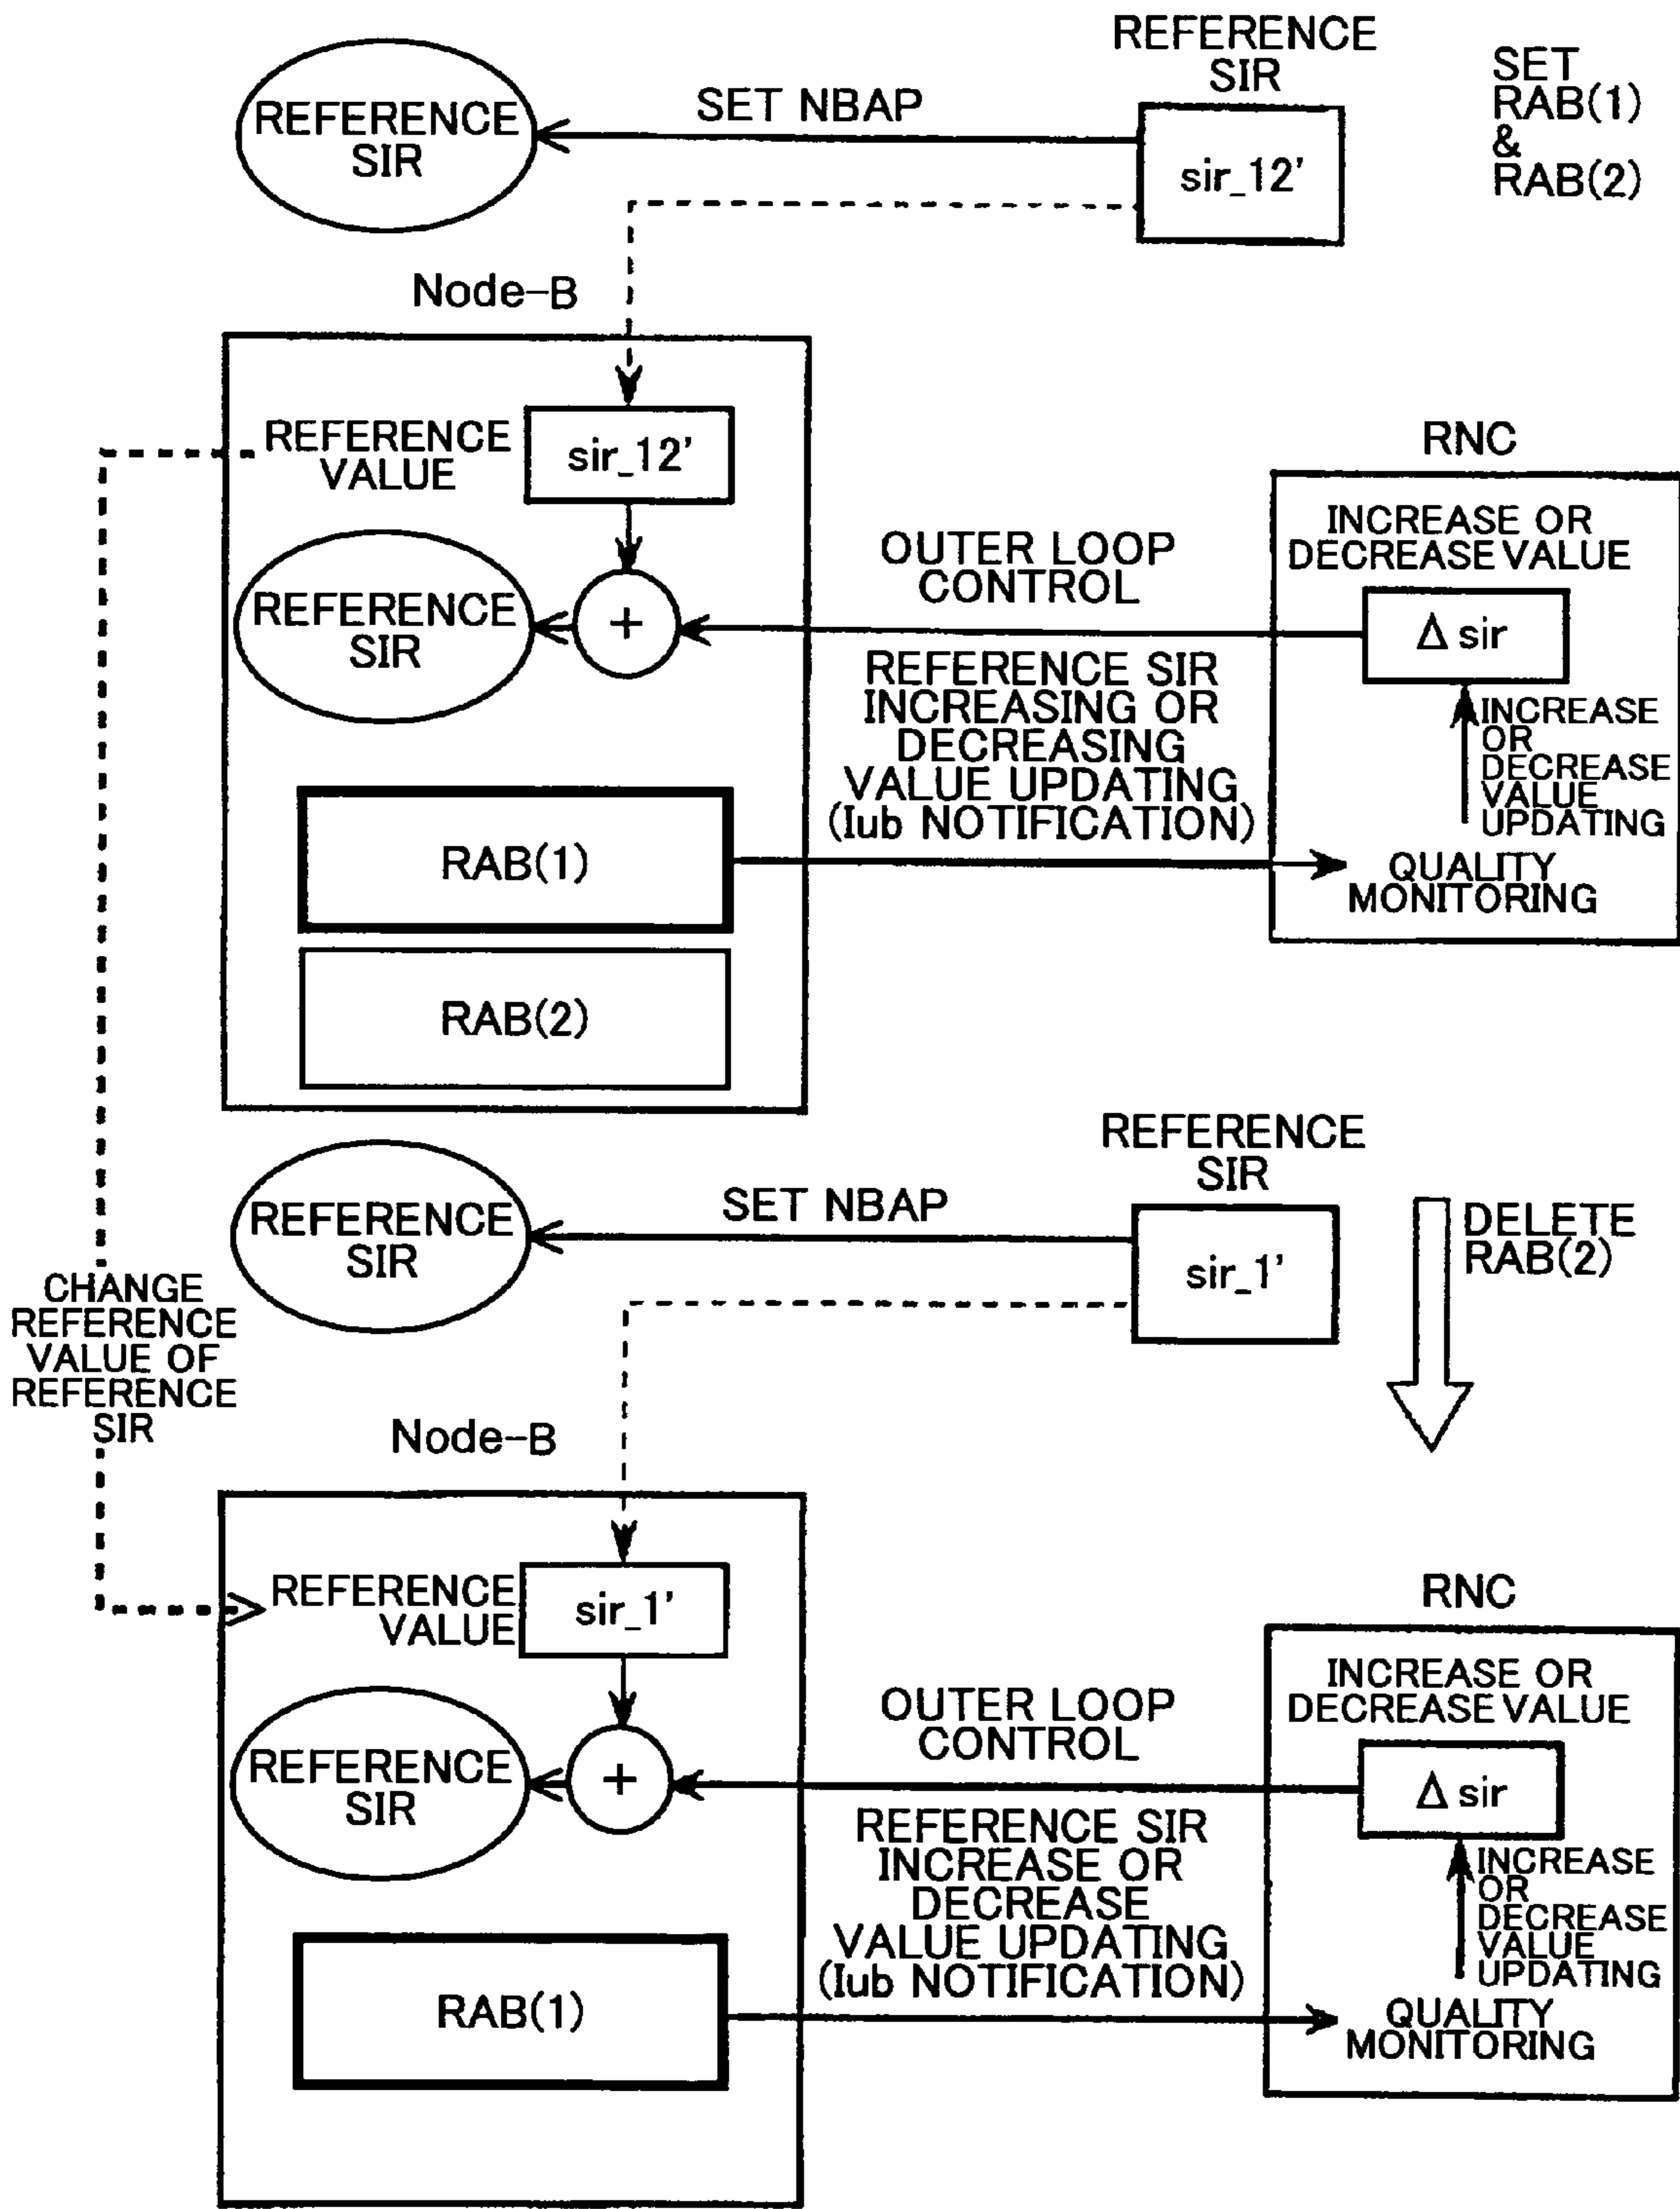 REFERENCE
SIR
SET
RAB(1)
&
RAB(2)
SET NBAP
REFERENCE
SIR
sir_12'
Node-B
REFERENCE
VALUE
sir_12'
RNC
INCREASE OR
DECREASE VALUE
OUTER LOOP
CONTROL
REFERENCE
SIR
+
Δ sir
REFERENCE SIR
INCREASING OR
DECREASING
VALUE UPDATING
(Iub NOTIFICATION)
INCREASE
OR
DECREASE
VALUE
UPDATING
RAB(1)
QUALITY
MONITORING
RAB(2)
REFERENCE
SIR
SET NBAP
REFERENCE
SIR
sir_1'
DELETE
RAB(2)
CHANGE
REFERENCE
VALUE OF
REFERENCE
SIR
Node-B
REFERENCE
VALUE
sir_1'
RNC
INCREASE OR
DECREASE VALUE
OUTER LOOP
CONTROL
REFERENCE
SIR
+
Δ sir
REFERENCE SIR
INCREASE OR
DECREASE
VALUE UPDATING
(Iub NOTIFICATION)
INCREASE
OR
DECREASE
VALUE
UPDATING
RAB(1)
QUALITY
MONITORING